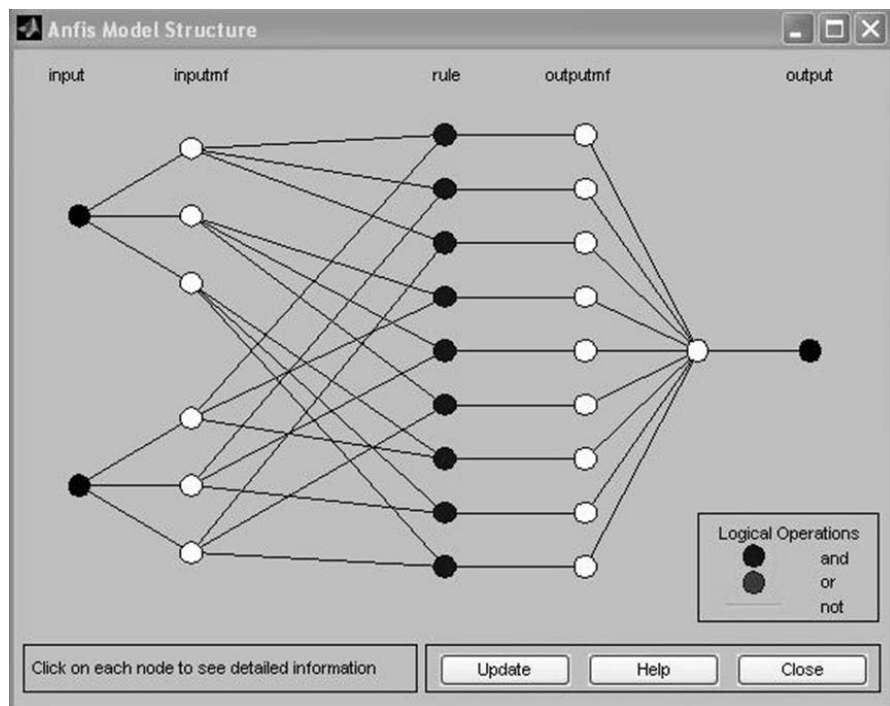 Anfis Model Structure
input inputmf rule outputmf output
Logical Operations
and
or
not
Click on each node to see detailed information
Update Help Close